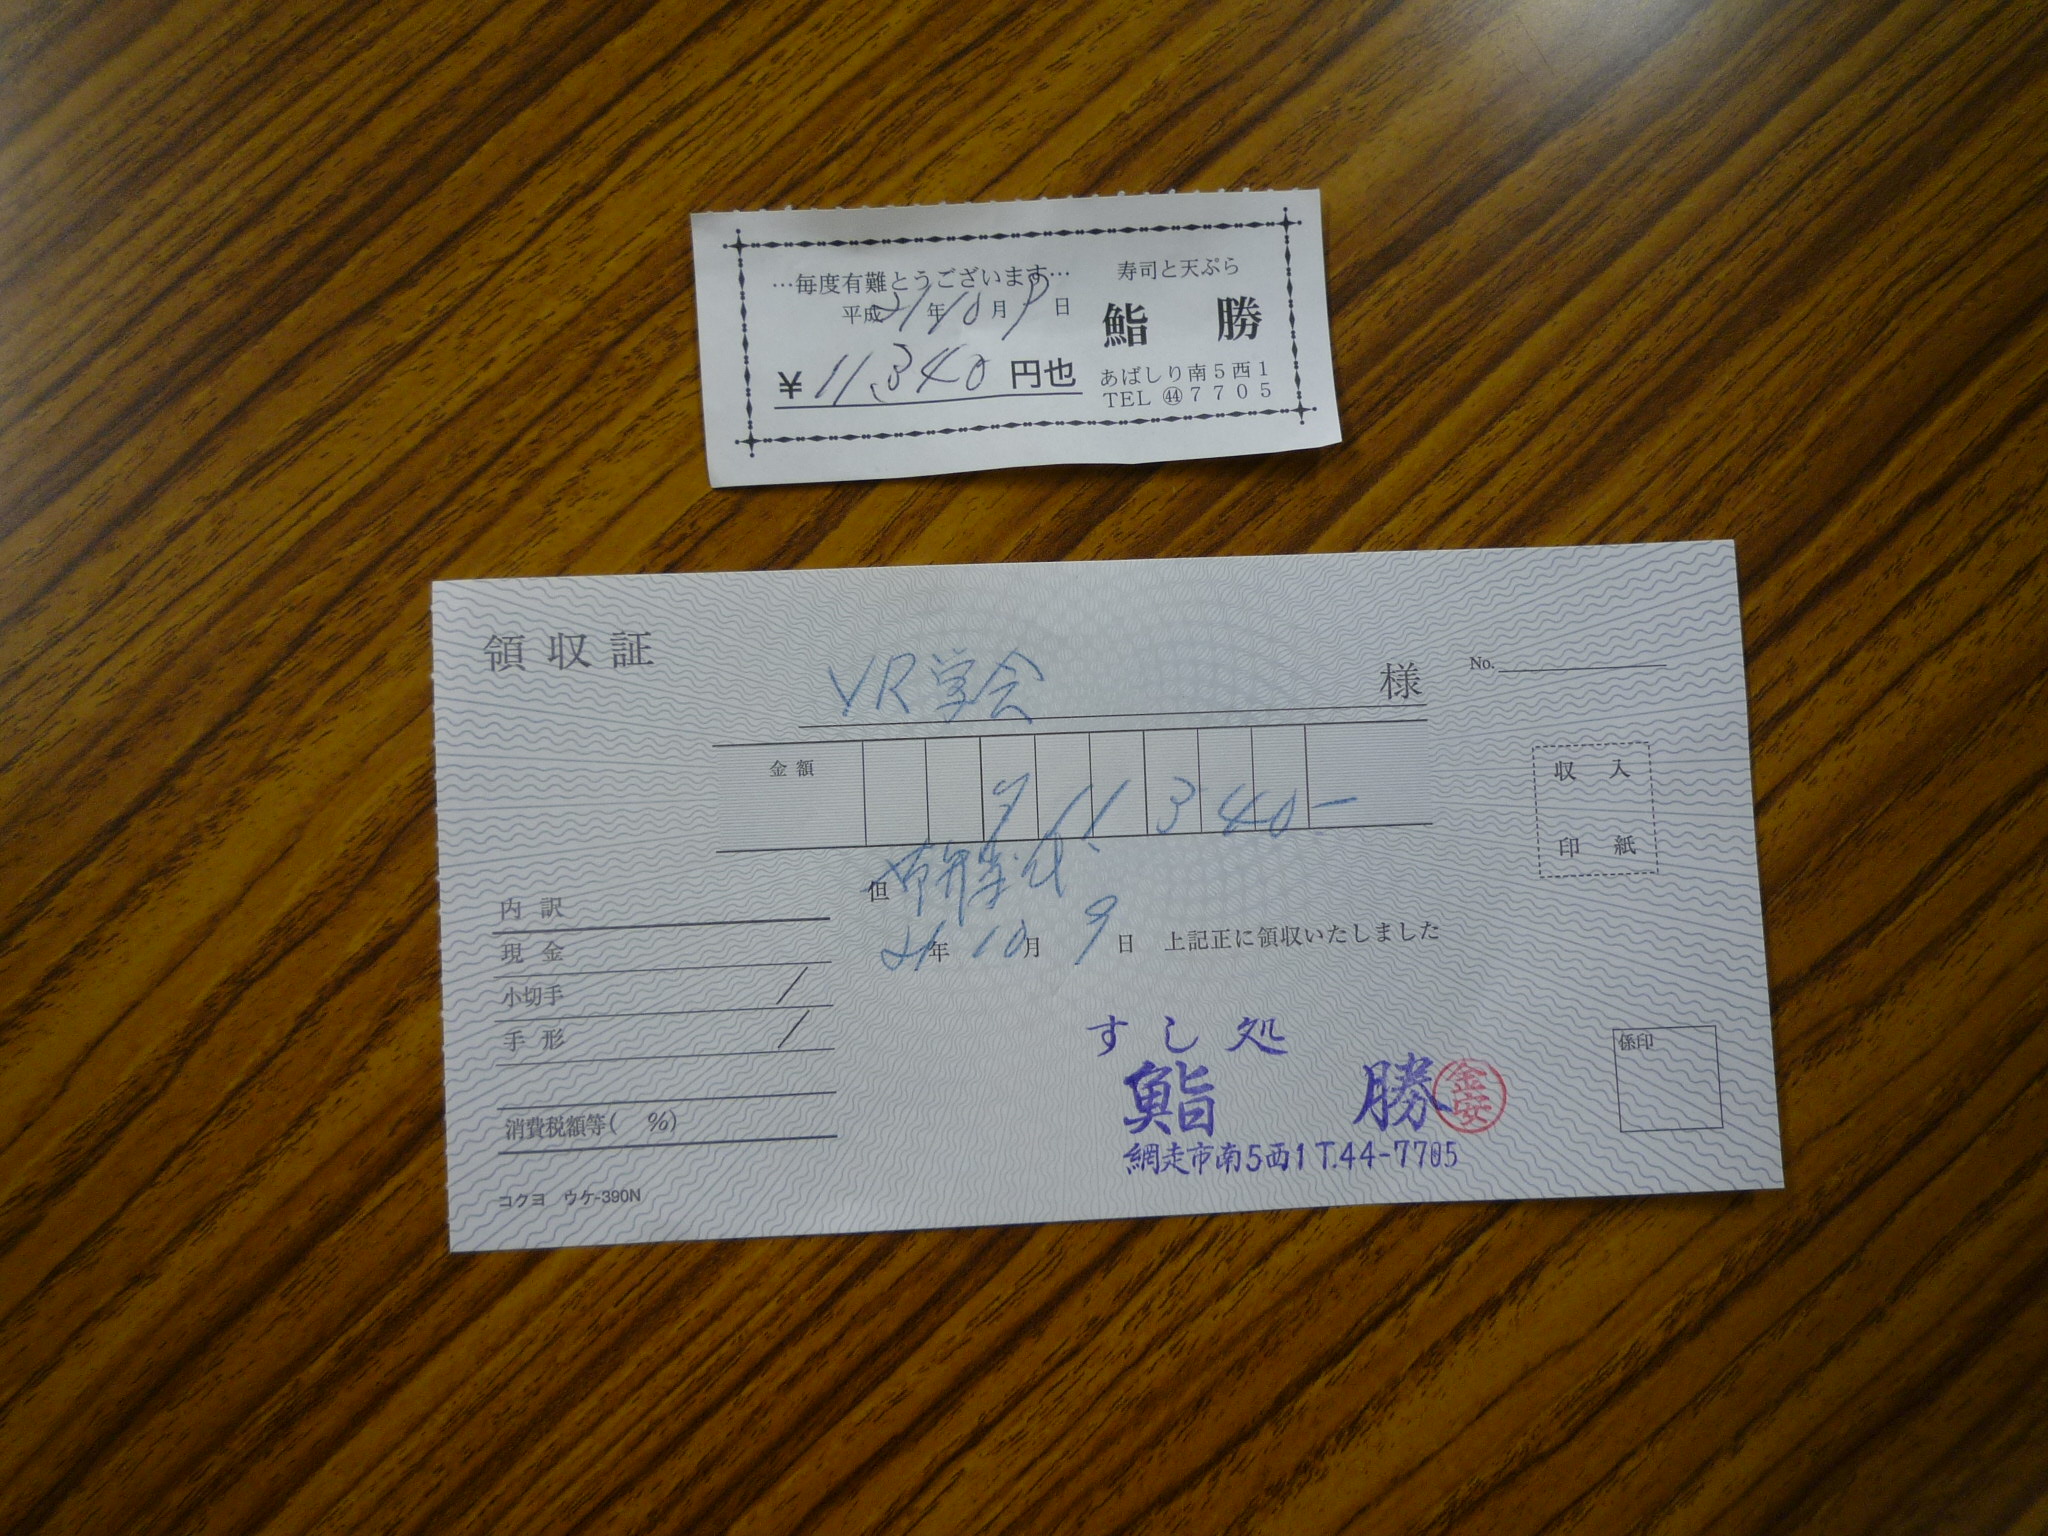 …毎度有難とうございます…
平成21年10月9日
¥11,340円也
寿司と天ぷら
鮨 勝
あばしり南5西1
TEL ㊹7705
領収証
VR学会 様
No.
金額 ¥11340-
収入
印紙
但 代
21年10月9日 上記正に領収いたしました
内訳
現金
小切手 /
手形 /
消費税額等( %)
コクヨ ウケ-390N
すし処
鮨 勝
金安
網走市南5西1 T.44-7705
係印